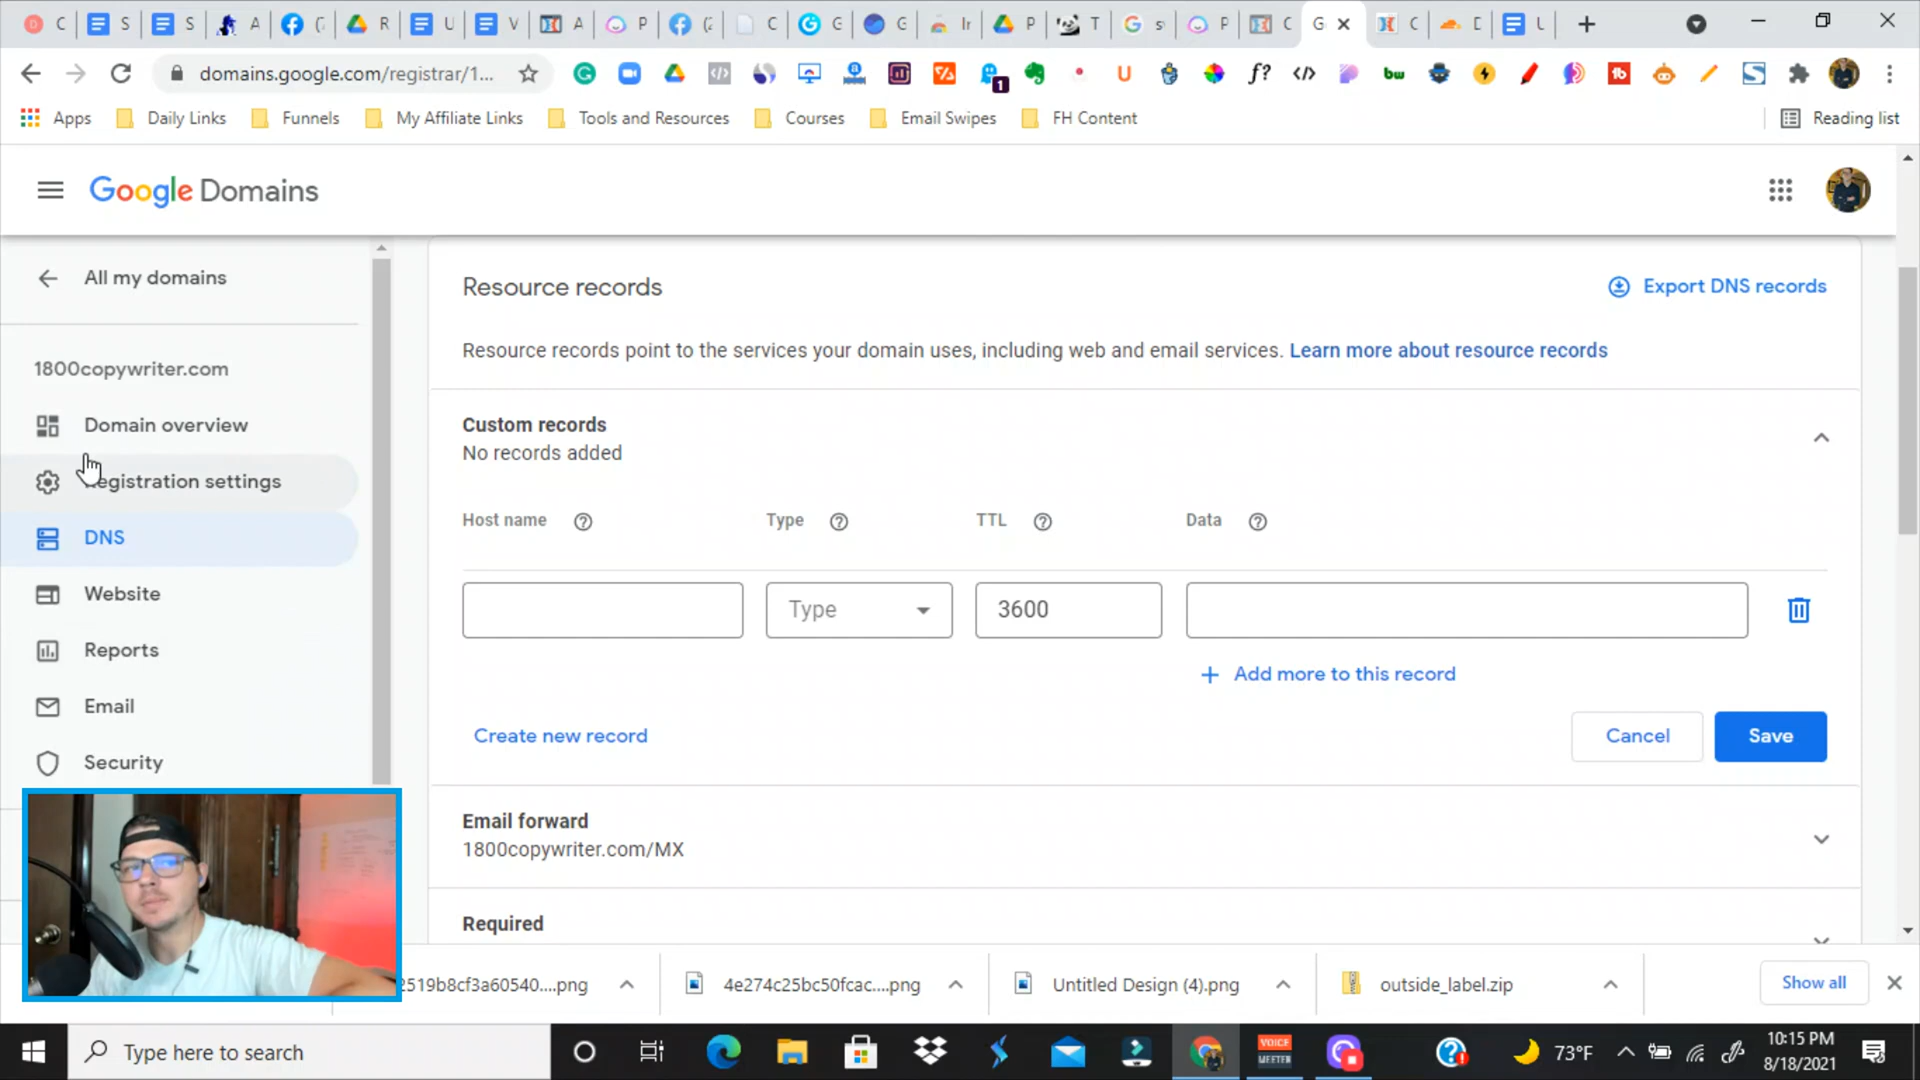 C
S
S
A
(7
R
U
V
A
P
(2
C
G
G
Ir
P
T
s
P
C
G
C
D
U
domains.google.com/registrar/1...
Apps
Daily Links
Funnels
My Affiliate Links
Tools and Resources
Courses
Email Swipes
FH Content
Reading list
Google Domains
All my domains
1800copywriter.com
Domain overview
Registration settings
DNS
Website
Reports
Email
Security
Resource records
Export DNS records
Resource records point to the services your domain uses, including web and email services. Learn more about resource records
Custom records
No records added
Host name
Type
TTL
Data
Type
3600
Add more to this record
Create new record
Cancel
Save
Email forward
1800copywriter.com/MX
Required
2519b8cf3a60540....png
4e274c25bc50fcac....png
Untitled Design (4).png
outside_label.zip
Show all
Type here to search
VOICE
MEETER
73°F
10:15 PM
8/18/2021